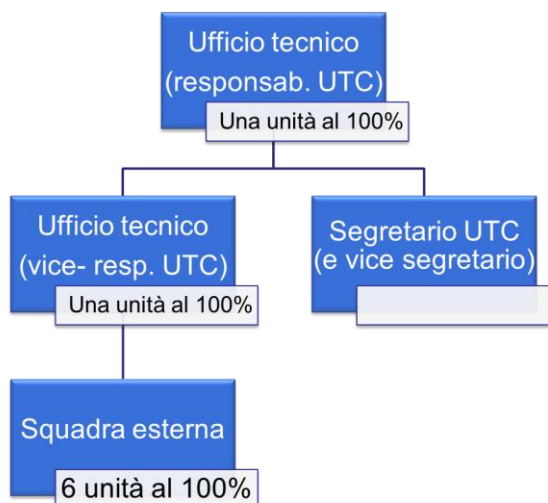 Ufficio tecnico
(responsab. UTC)
Una unità al 100%
Ufficio tecnico
(vice- resp. UTC)
Una unità al 100%
Segretario UTC
(e vice segretario)
Squadra esterna
6 unità al 100%